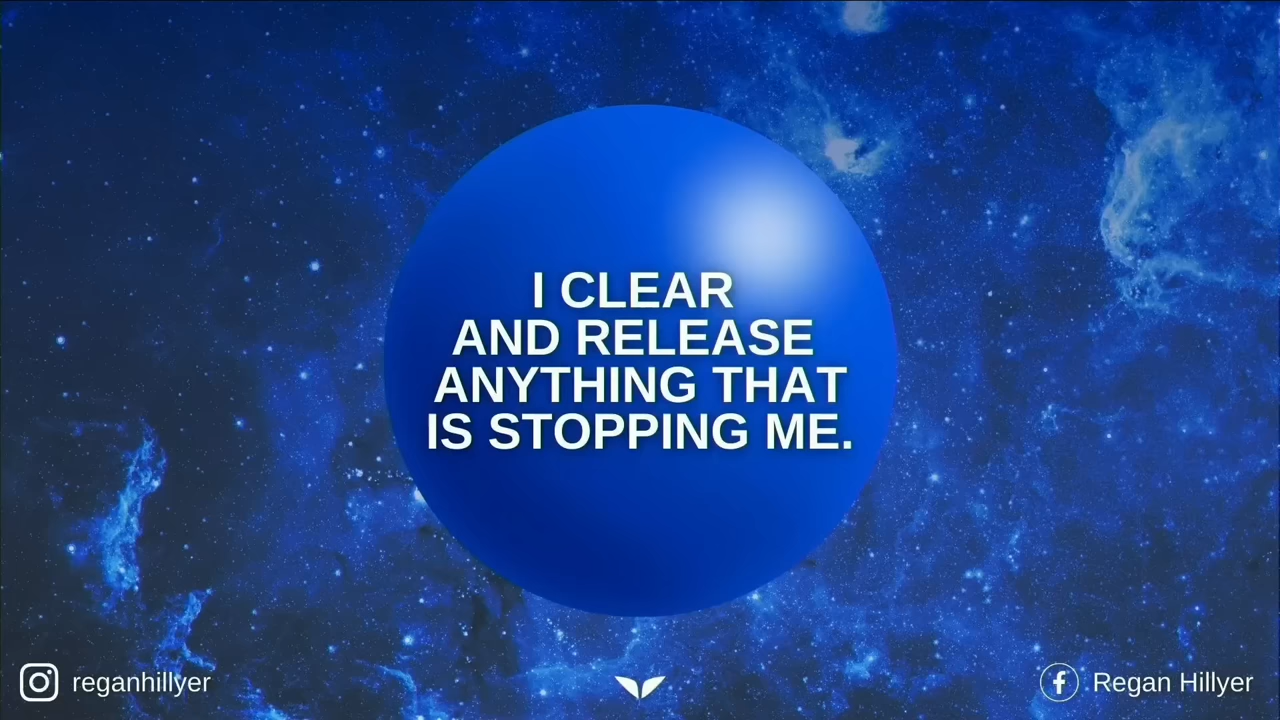 I CLEAR
AND RELEASE
ANYTHING THAT
IS STOPPING ME.
reganhillyer
Regan Hillyer